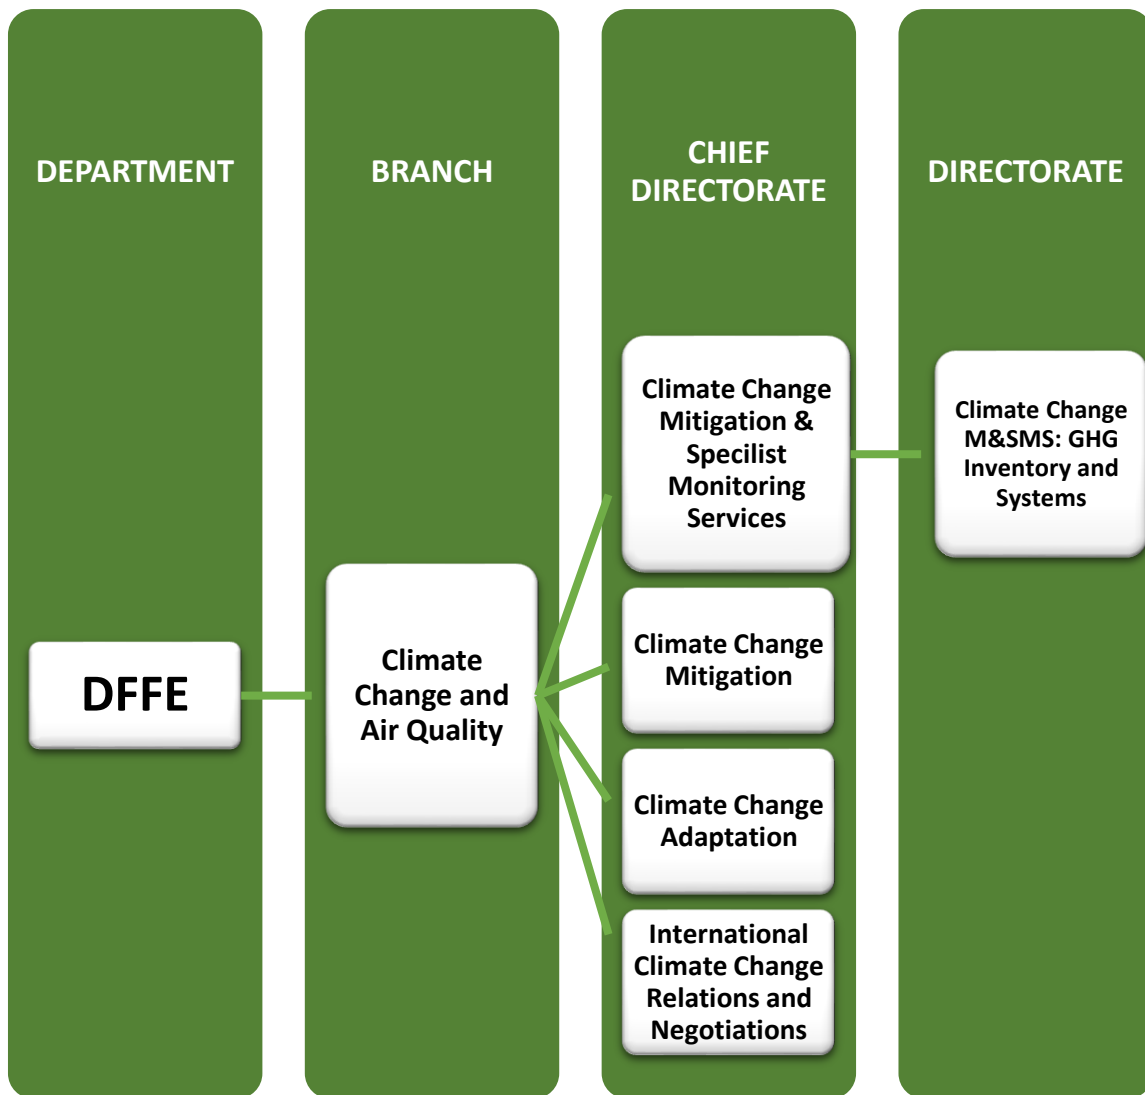 DEPARTMENT
BRANCH
CHIEF
DIRECTORATE
DIRECTORATE
DFFE
Climate
Change and
Air Quality
Climate Change
Mitigation &
Specilist
Monitoring
Services
Climate Change
Mitigation
Climate Change
Adaptation
International
Climate Change
Relations and
Negotiations
Climate Change
M&SMS: GHG
Inventory and
Systems